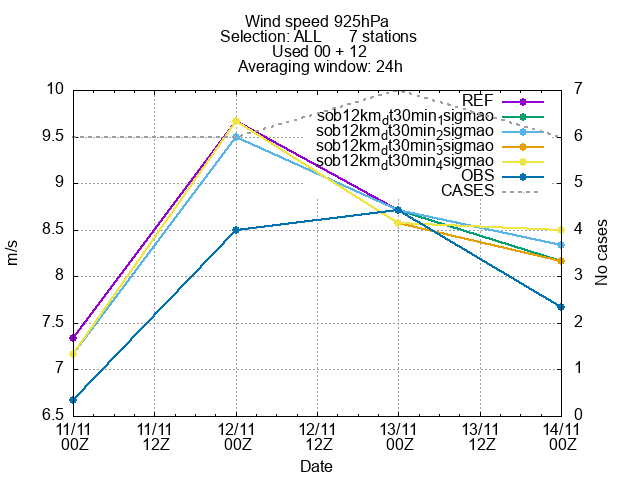 Wind speed 925hPa
Selection: ALL 7 stations
Used 00 + 12
Averaging window: 24h
10
9.5
9
8.5
8
7.5
7
6.5
m/s
7
6
5
4
3
2
1
0
No cases
REF
sob12km_dt30min_1sigmao
sob12km_dt30min_2sigmao
sob12km_dt30min_3sigmao
sob12km_dt30min_4sigmao
OBS
CASES
11/11 11/11 12/11 12/11 13/11 13/11 14/11
00Z 12Z 00Z 12Z 00Z 12Z 00Z
Date